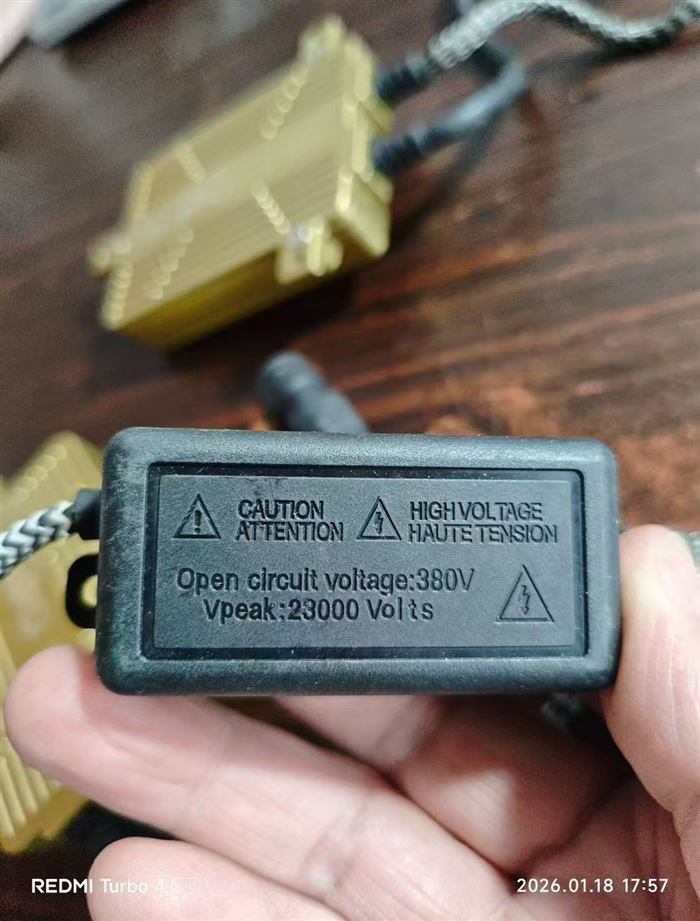 CAUTION
ATTENTION
HIGH VOLTAGE
HAUTE TENSION
Open circuit voltage:380V
Vpeak:23000 Volts
REDMI Turbo 4
2026.01.18 17:57